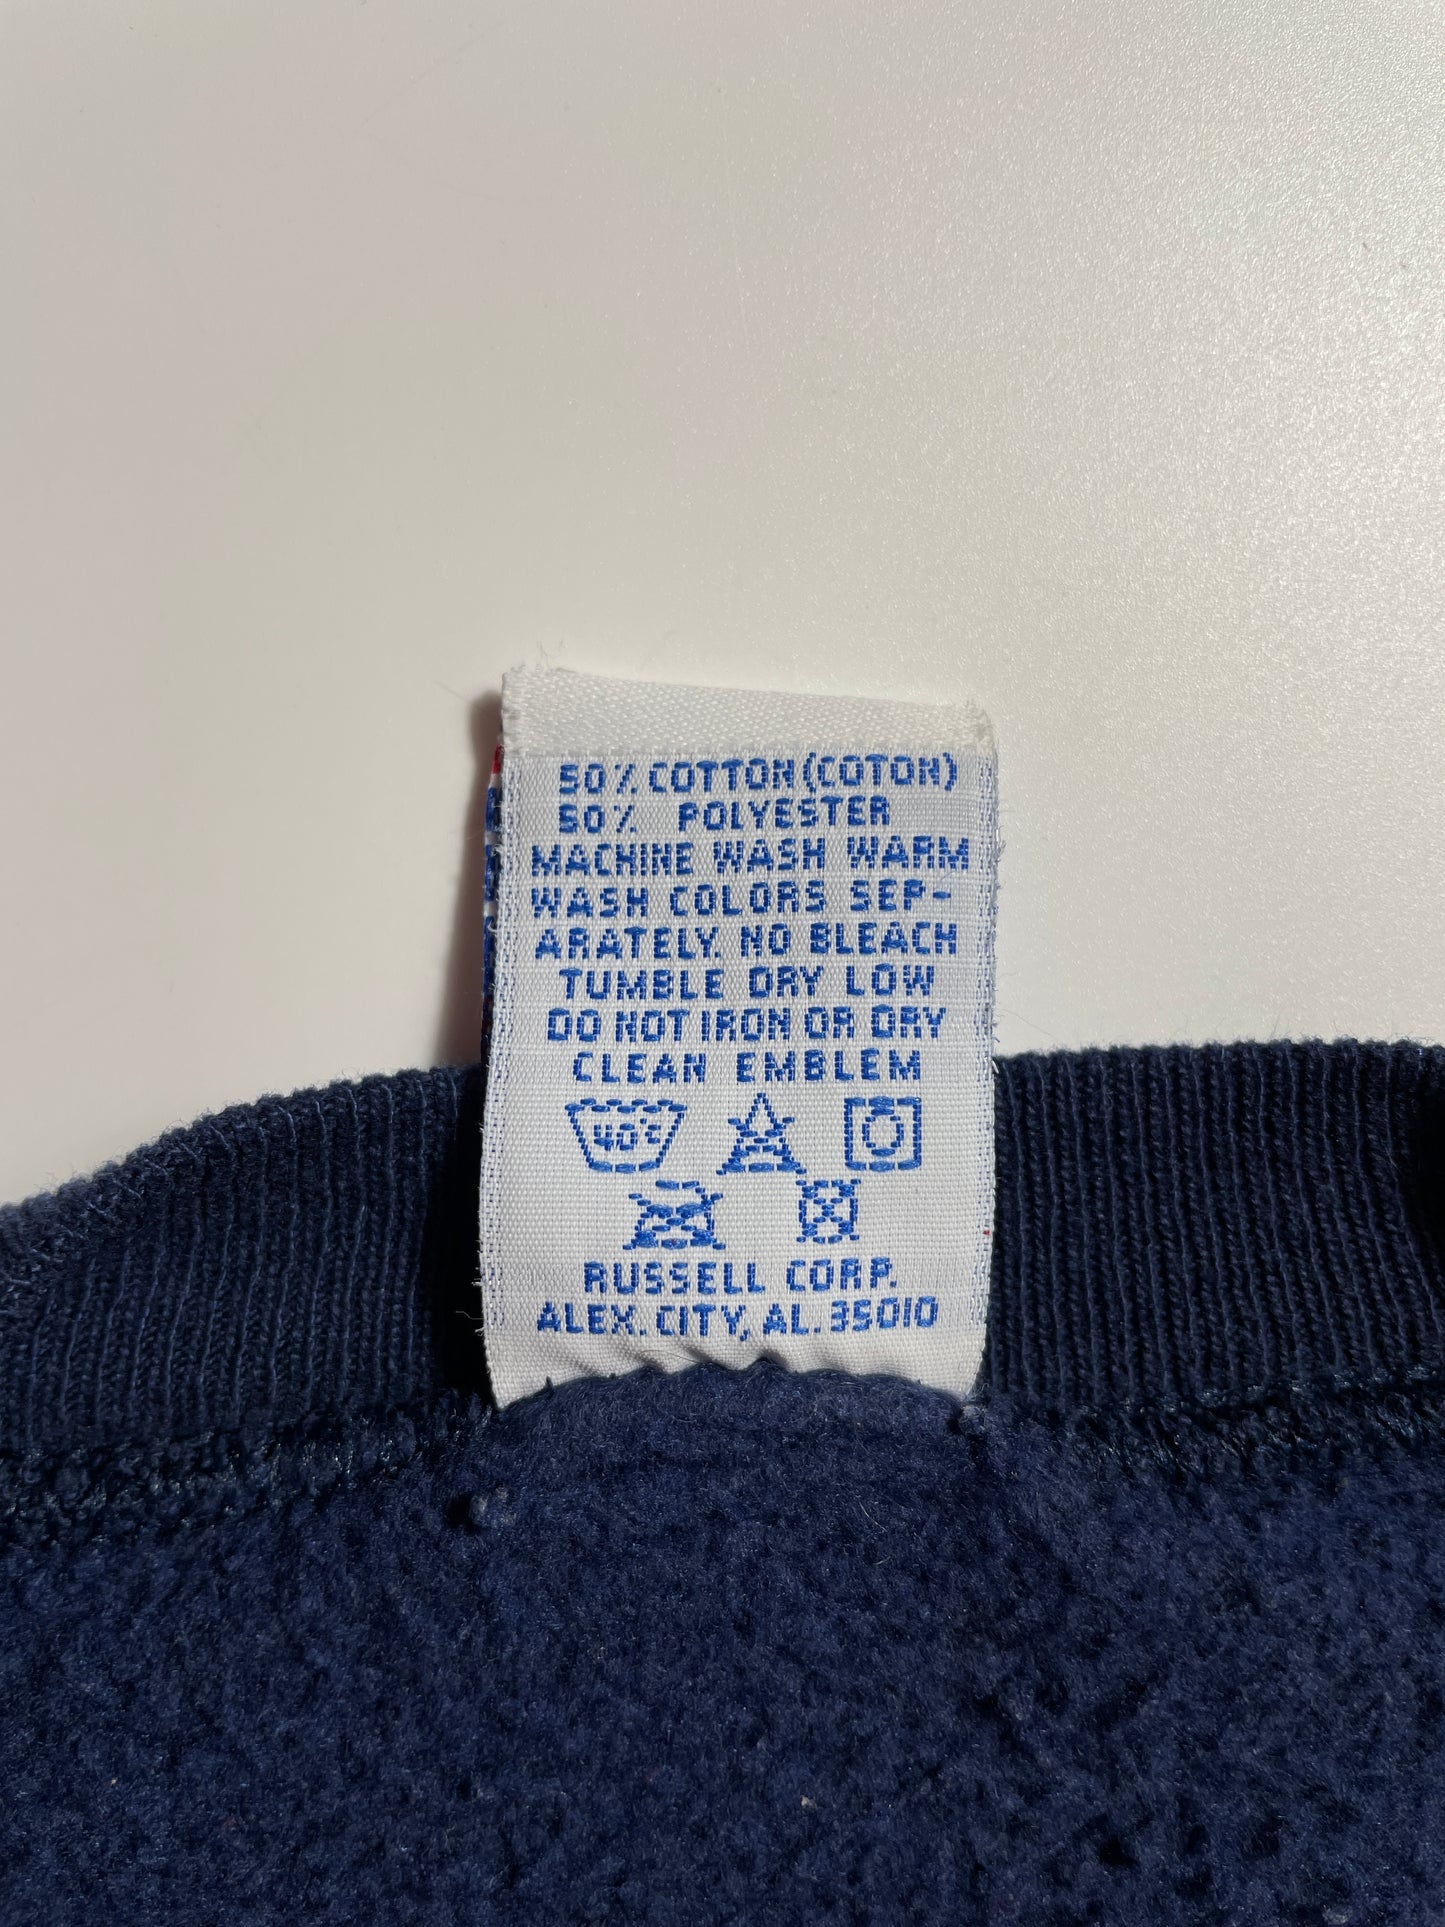 50% COTTON (COTON)
50% POLYESTER
MACHINE WASH WARM
WASH COLORS SEP-
ARATELY. NO BLEACH
TUMBLE DRY LOW
DO NOT IRON OR DRY
CLEAN EMBLEM
40°C
RUSSELL CORP.
ALEX. CITY, AL. 35010